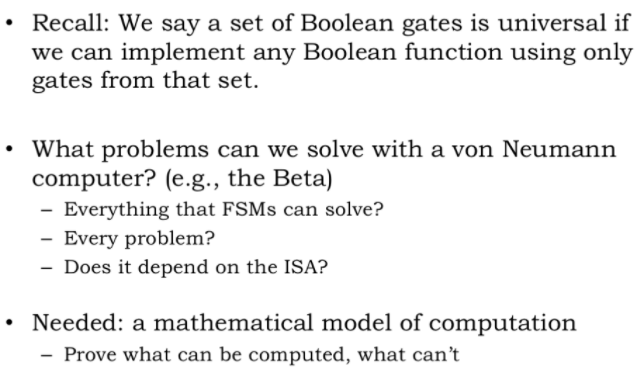 • Recall: We say a set of Boolean gates is universal if
we can implement any Boolean function using only
gates from that set.
• What problems can we solve with a von Neumann
computer? (e.g., the Beta)
– Everything that FSMs can solve?
– Every problem?
– Does it depend on the ISA?
• Needed: a mathematical model of computation
– Prove what can be computed, what can't